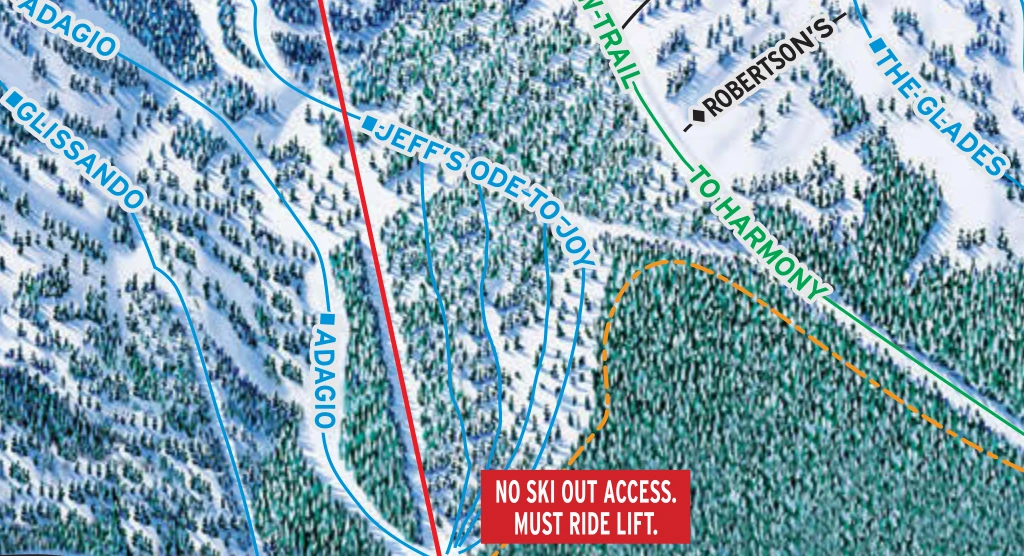 ADAGIO
GLISSANDO
JEFF'S ODE-TO-JOY
ADAGIO
N-TRAIL
TO HARMONY
ROBERTSON'S
THE GLADES
NO SKI OUT ACCESS.
MUST RIDE LIFT.